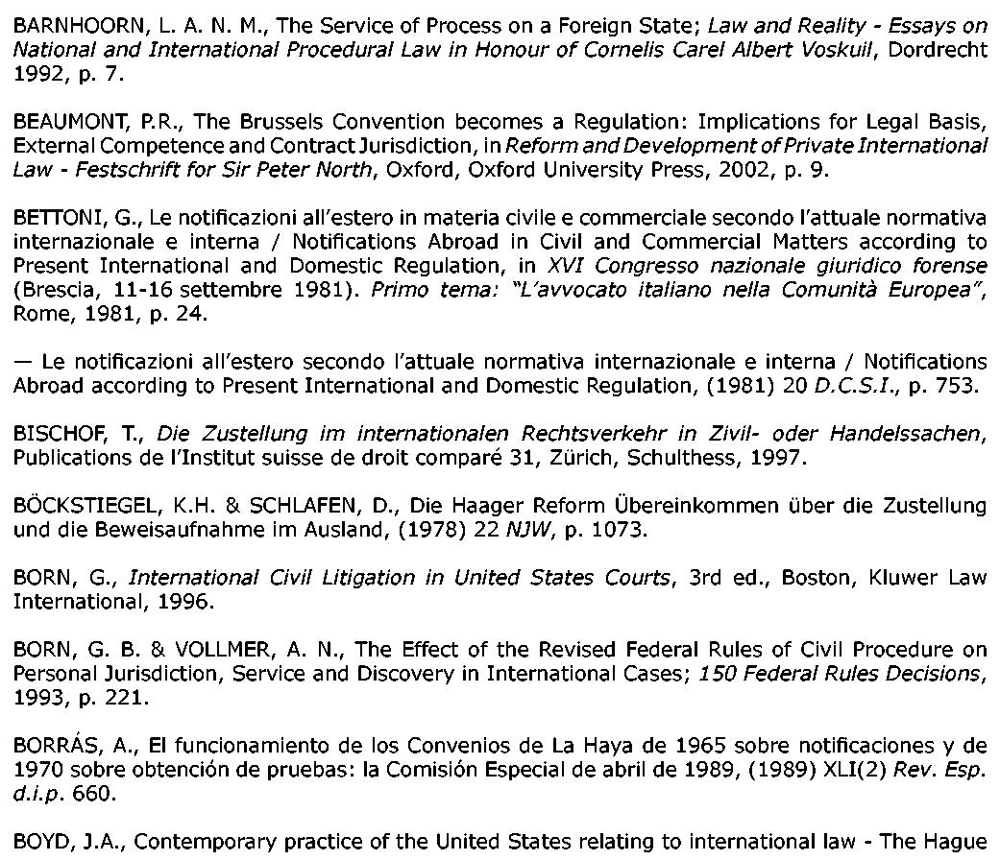 BARNHOORN, L. A. N. M., The Service of Process on a Foreign State; Law and Reality - Essays on
National and International Procedural Law in Honour of Cornelis Carel Albert Voskuil, Dordrecht
1992, p. 7.
BEAUMONT, P.R., The Brussels Convention becomes a Regulation: Implications for Legal Basis,
External Competence and Contract Jurisdiction, in Reform and Development of Private International
Law - Festschrift for Sir Peter North, Oxford, Oxford University Press, 2002, p. 9.
BETTONI, G., Le notificazioni all’estero in materia civile e commerciale secondo l’attuale normativa
internazionale e interna / Notifications Abroad in Civil and Commercial Matters according to
Present International and Domestic Regulation, in XVI Congresso nazionale giuridico forense
(Brescia, 11-16 settembre 1981). Primo tema: “L’avvocato italiano nella Comunità Europea”,
Rome, 1981, p. 24.
— Le notificazioni all’estero secondo l’attuale normativa internazionale e interna / Notifications
Abroad according to Present International and Domestic Regulation, (1981) 20 D.C.S.I., p. 753.
BISCHOF, T., Die Zustellung im internationalen Rechtsverkehr in Zivil- oder Handelssachen,
Publications de l’Institut suisse de droit comparé 31, Zürich, Schulthess, 1997.
BÖCKSTIEGEL, K.H. & SCHLAFEN, D., Die Haager Reform Übereinkommen über die Zustellung
und die Beweisaufnahme im Ausland, (1978) 22 NJW, p. 1073.
BORN, G., International Civil Litigation in United States Courts, 3rd ed., Boston, Kluwer Law
International, 1996.
BORN, G. B. & VOLLMER, A. N., The Effect of the Revised Federal Rules of Civil Procedure on
Personal Jurisdiction, Service and Discovery in International Cases; 150 Federal Rules Decisions,
1993, p. 221.
BORRÁS, A., El funcionamiento de los Convenios de La Haya de 1965 sobre notificaciones y de
1970 sobre obtención de pruebas: la Comisión Especial de abril de 1989, (1989) XLI(2) Rev. Esp.
d.i.p. 660.
BOYD, J.A., Contemporary practice of the United States relating to international law - The Hague